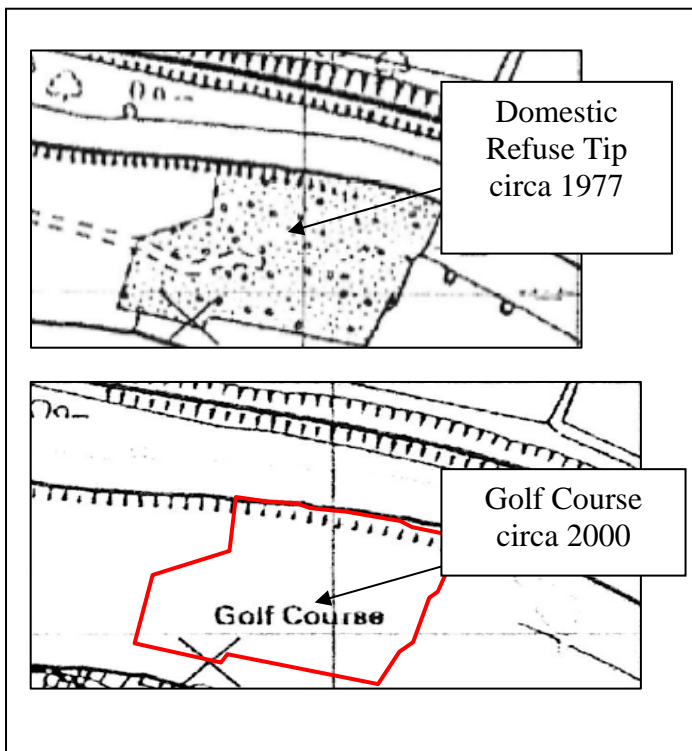 Domestic
Refuse Tip
circa 1977
Golf Course
circa 2000
Golf Course